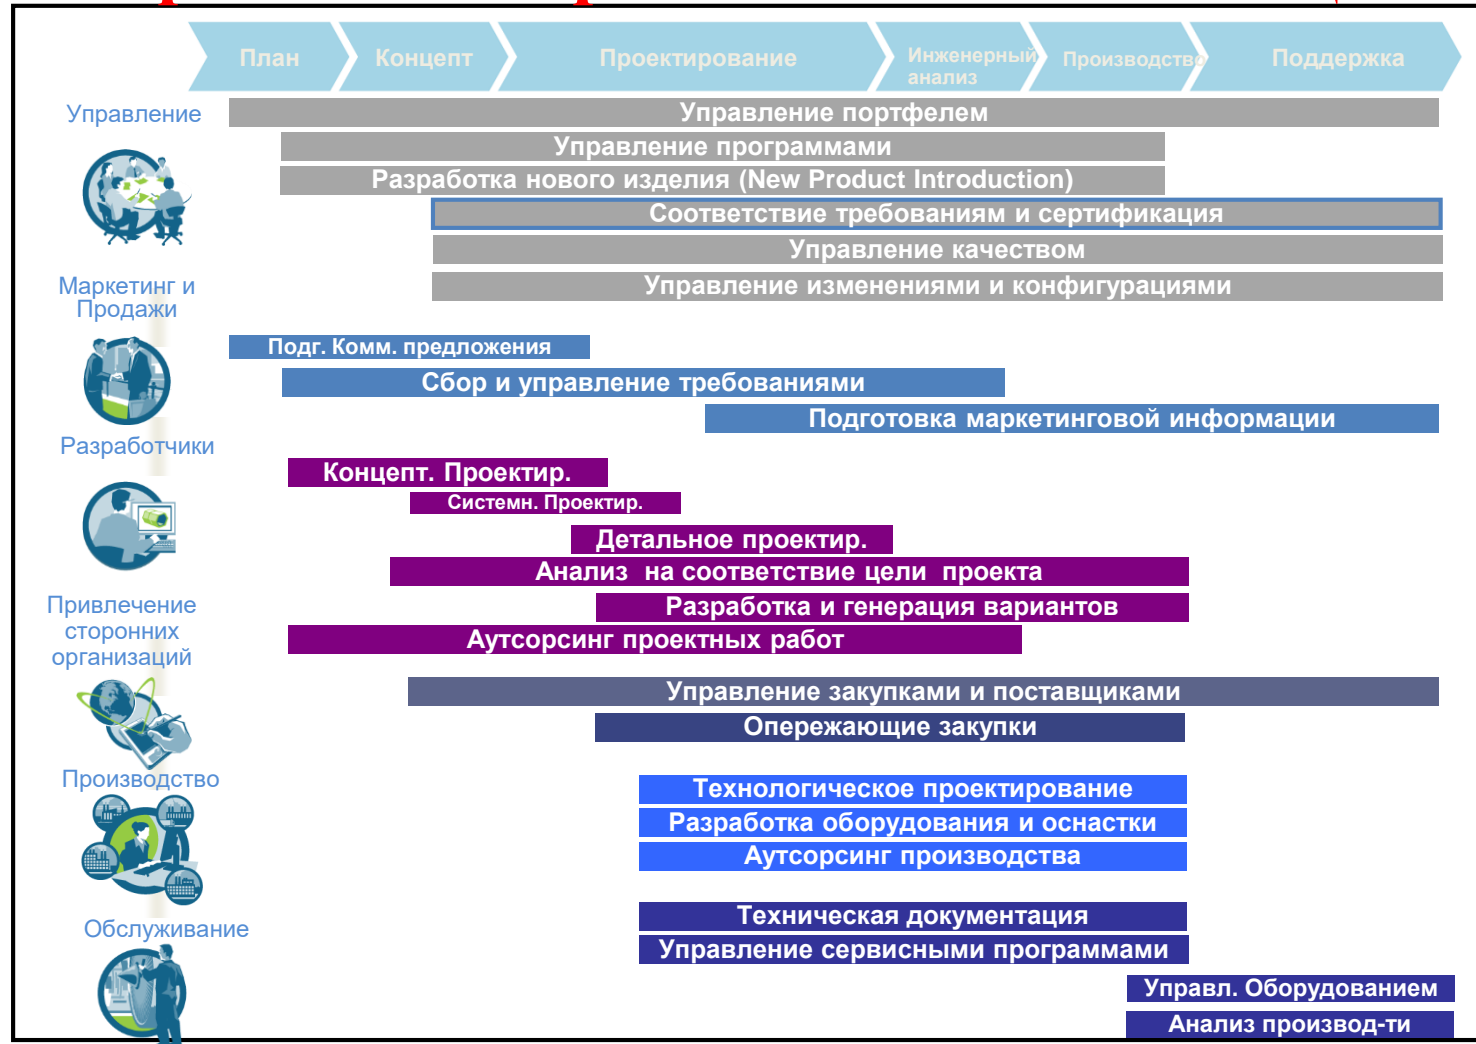 План
Концепт
Проектирование
Инженерный
анализ
Производство
Поддержка
Управление
Управление портфелем
Управление программами
Разработка нового изделия (New Product Introduction)
Соответствие требованиям и сертификация
Управление качеством
Управление изменениями и конфигурациями
Маркетинг и
Продажи
Подг. Комм. предложения
Сбор и управление требованиями
Подготовка маркетинговой информации
Разработчики
Концепт. Проектир.
Системн. Проектир.
Детальное проектир.
Анализ на соответствие цели проекта
Разработка и генерация вариантов
Аутсорсинг проектных работ
Привлечение
сторонних
организаций
Управление закупками и поставщиками
Опережающие закупки
Производство
Технологическое проектирование
Разработка оборудования и оснастки
Аутсорсинг производства
Обслуживание
Техническая документация
Управление сервисными программами
Управл. Оборудованием
Анализ производ-ти